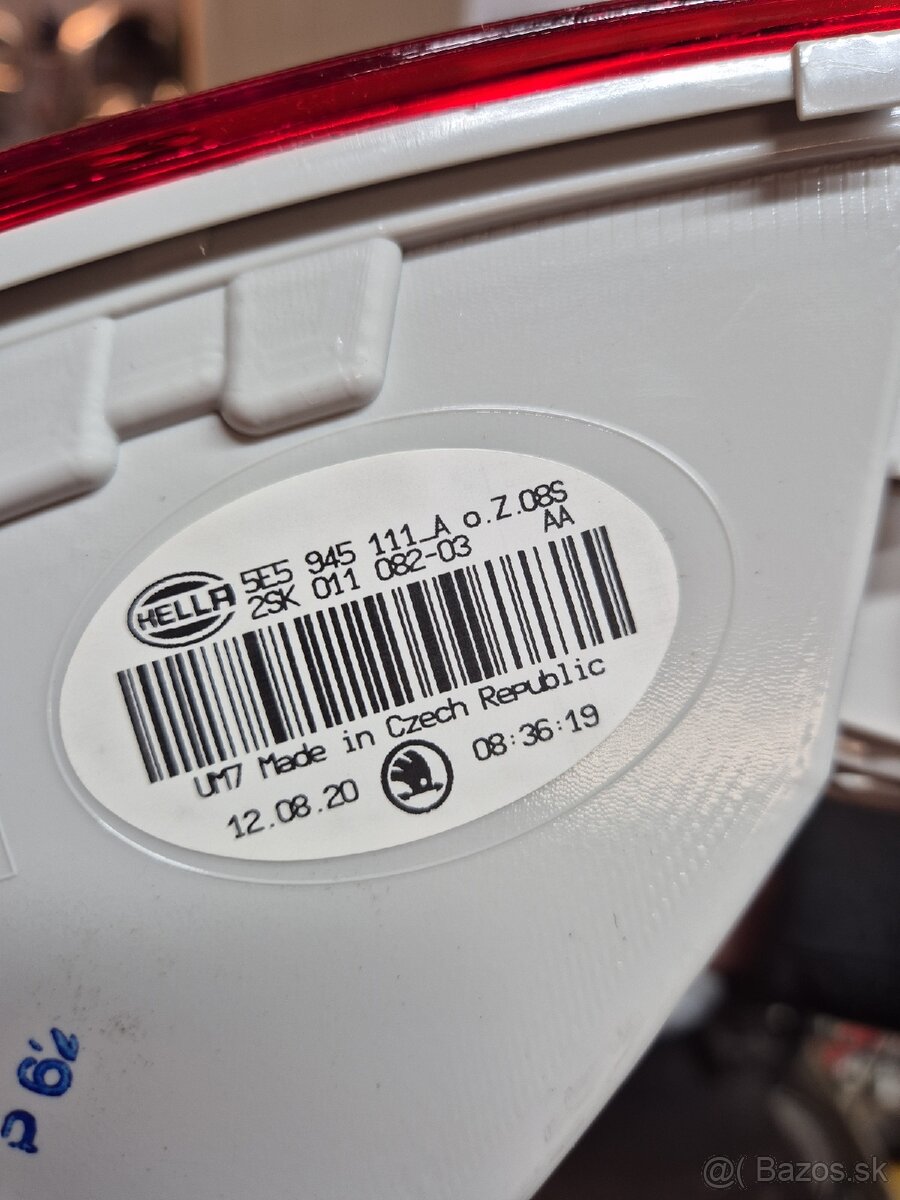 HELLA
5E5 945 111_A o.Z.08S
2SK 011 082-03 AA
UM7 Made in Czech Republic
12.08.20 08:36:19
@( Bazos.sk